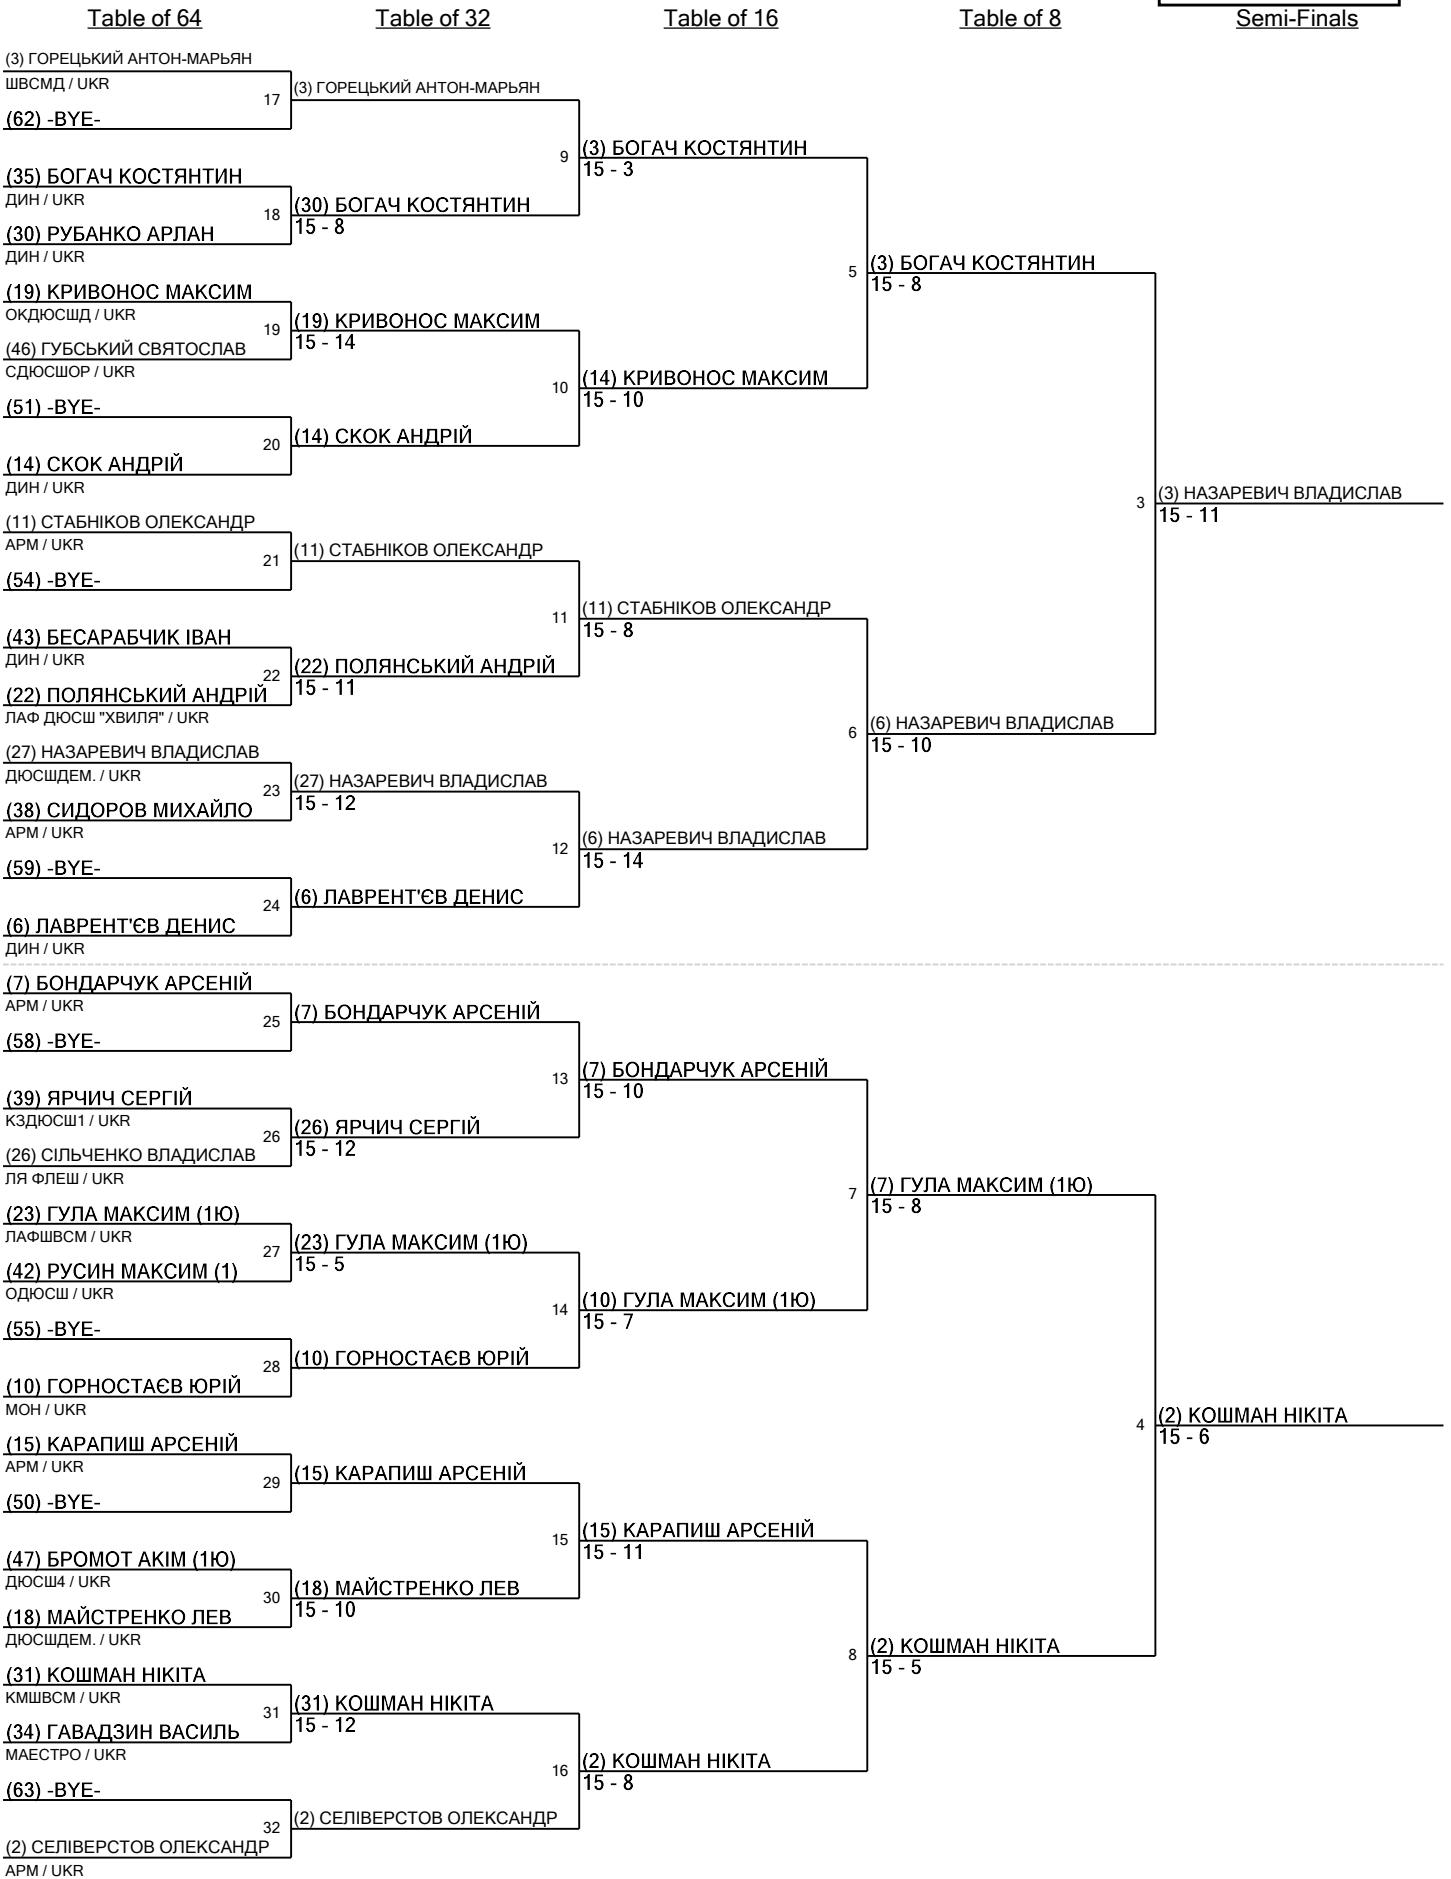 Table of 64
Table of 32
Table of 16
Table of 8
Semi-Finals
(3) ГОРЕЦЬКИЙ АНТОН-МАРЬЯН
ШВСМД / UKR
17
(62) -BYE-
(35) БОГАЧ КОСТЯНТИН
ДИН / UKR
18
(30) РУБАНКО АРЛАН
ДИН / UKR
(19) КРИВОНОС МАКСИМ
ОКДЮСШД / UKR
19
(46) ГУБСЬКИЙ СВЯТОСЛАВ
СДЮСШОР / UKR
(51) -BYE-
20
(14) СКОК АНДРІЙ
ДИН / UKR
(11) СТАБНІКОВ ОЛЕКСАНДР
АРМ / UKR
21
(54) -BYE-
(43) БЕСАРАБЧИК ІВАН
ДИН / UKR
22
(22) ПОЛЯНСЬКИЙ АНДРІЙ
ЛАФ ДЮСШ "ХВИЛЯ" / UKR
(27) НАЗАРЕВИЧ ВЛАДИСЛАВ
ДЮСШДЕМ. / UKR
23
(38) СИДОРОВ МИХАЙЛО
АРМ / UKR
(59) -BYE-
24
(6) ЛАВРЕНТ'ЄВ ДЕНИС
ДИН / UKR
(7) БОНДАРЧУК АРСЕНІЙ
АРМ / UKR
25
(58) -BYE-
(39) ЯРЧИЧ СЕРГІЙ
КЗДЮСШ1 / UKR
26
(26) СІЛЬЧЕНКО ВЛАДИСЛАВ
ЛЯ ФЛЕШ / UKR
(23) ГУЛА МАКСИМ (1Ю)
ЛАФШВСМ / UKR
27
(42) РУСИН МАКСИМ (1)
ОДЮСШ / UKR
(55) -BYE-
28
(10) ГОРНОСТАЄВ ЮРІЙ
МОН / UKR
(15) КАРАПИШ АРСЕНІЙ
АРМ / UKR
29
(50) -BYE-
(47) БРОМОТ АКІМ (1Ю)
ДЮСШ4 / UKR
30
(18) МАЙСТРЕНКО ЛЕВ
ДЮСШДЕМ. / UKR
(31) КОШМАН НІКІТА
КМШВСМ / UKR
31
(34) ГАВАДЗИН ВАСИЛЬ
МАЕСТРО / UKR
(63) -BYE-
32
(2) СЕЛІВЕРСТОВ ОЛЕКСАНДР
АРМ / UKR
(3) ГОРЕЦЬКИЙ АНТОН-МАРЬЯН
9
(30) БОГАЧ КОСТЯНТИН
15 - 8
(19) КРИВОНОС МАКСИМ
15 - 14
10
(14) СКОК АНДРІЙ
(11) СТАБНІКОВ ОЛЕКСАНДР
11
(22) ПОЛЯНСЬКИЙ АНДРІЙ
15 - 11
(27) НАЗАРЕВИЧ ВЛАДИСЛАВ
15 - 12
12
(6) ЛАВРЕНТ'ЄВ ДЕНИС
(7) БОНДАРЧУК АРСЕНІЙ
13
(26) ЯРЧИЧ СЕРГІЙ
15 - 12
(23) ГУЛА МАКСИМ (1Ю)
15 - 5
14
(10) ГОРНОСТАЄВ ЮРІЙ
(15) КАРАПИШ АРСЕНІЙ
15
(18) МАЙСТРЕНКО ЛЕВ
15 - 10
(31) КОШМАН НІКІТА
15 - 12
16
(2) СЕЛІВЕРСТОВ ОЛЕКСАНДР
(3) БОГАЧ КОСТЯНТИН
15 - 3
5
(14) КРИВОНОС МАКСИМ
15 - 10
(11) СТАБНІКОВ ОЛЕКСАНДР
15 - 8
6
(6) НАЗАРЕВИЧ ВЛАДИСЛАВ
15 - 14
(7) БОНДАРЧУК АРСЕНІЙ
15 - 10
7
(10) ГУЛА МАКСИМ (1Ю)
15 - 7
(15) КАРАПИШ АРСЕНІЙ
15 - 11
8
(2) КОШМАН НІКІТА
15 - 8
(3) БОГАЧ КОСТЯНТИН
15 - 8
3
(6) НАЗАРЕВИЧ ВЛАДИСЛАВ
15 - 10
(7) ГУЛА МАКСИМ (1Ю)
15 - 8
4
(2) КОШМАН НІКІТА
15 - 5
(3) НАЗАРЕВИЧ ВЛАДИСЛАВ
15 - 11
(2) КОШМАН НІКІТА
15 - 6